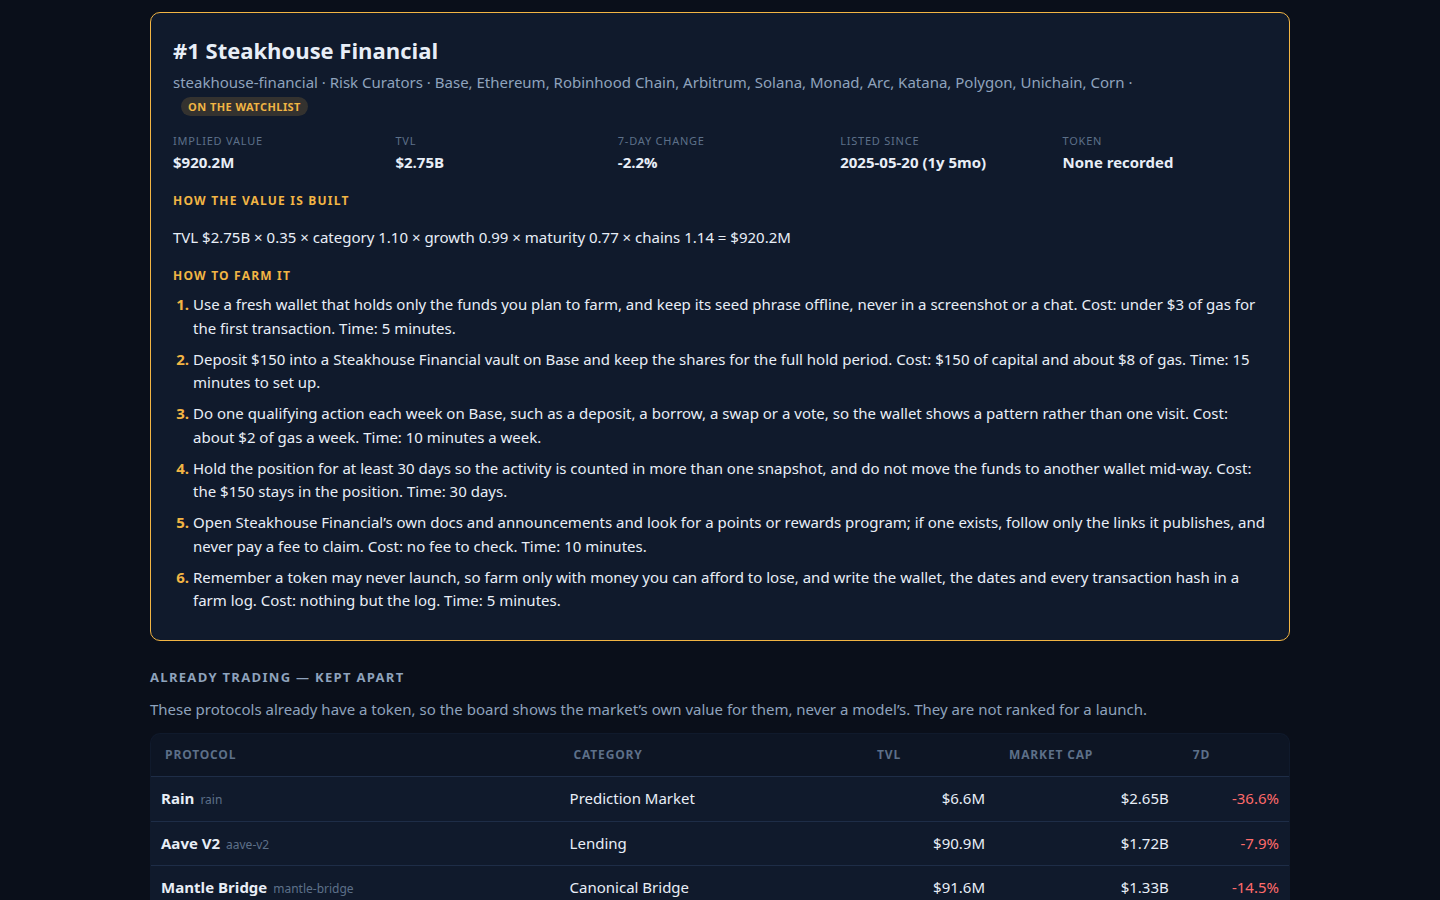 #1 Steakhouse Financial
steakhouse-financial · Risk Curators · Base, Ethereum, Robinhood Chain, Arbitrum, Solana, Monad, Arc, Katana, Polygon, Unichain, Corn ·
ON THE WATCHLIST
IMPLIED VALUE TVL 7-DAY CHANGE LISTED SINCE TOKEN
$920.2M $2.75B -2.2% 2025-05-20 (1y 5mo) None recorded
HOW THE VALUE IS BUILT
TVL $2.75B × 0.35 × category 1.10 × growth 0.99 × maturity 0.77 × chains 1.14 = $920.2M
HOW TO FARM IT
1. Use a fresh wallet that holds only the funds you plan to farm, and keep its seed phrase offline, never in a screenshot or a chat. Cost: under $3 of gas for
the first transaction. Time: 5 minutes.
2. Deposit $150 into a Steakhouse Financial vault on Base and keep the shares for the full hold period. Cost: $150 of capital and about $8 of gas. Time: 15
minutes to set up.
3. Do one qualifying action each week on Base, such as a deposit, a borrow, a swap or a vote, so the wallet shows a pattern rather than one visit. Cost:
about $2 of gas a week. Time: 10 minutes a week.
4. Hold the position for at least 30 days so the activity is counted in more than one snapshot, and do not move the funds to another wallet mid-way. Cost:
the $150 stays in the position. Time: 30 days.
5. Open Steakhouse Financial’s own docs and announcements and look for a points or rewards program; if one exists, follow only the links it publishes, and
never pay a fee to claim. Cost: no fee to check. Time: 10 minutes.
6. Remember a token may never launch, so farm only with money you can afford to lose, and write the wallet, the dates and every transaction hash in a
farm log. Cost: nothing but the log. Time: 5 minutes.
ALREADY TRADING — KEPT APART
These protocols already have a token, so the board shows the market’s own value for them, never a model’s. They are not ranked for a launch.
PROTOCOL CATEGORY TVL MARKET CAP 7D
Rain rain Prediction Market $6.6M $2.65B -36.6%
Aave V2 aave-v2 Lending $90.9M $1.72B -7.9%
Mantle Bridge mantle-bridge Canonical Bridge $91.6M $1.33B -14.5%